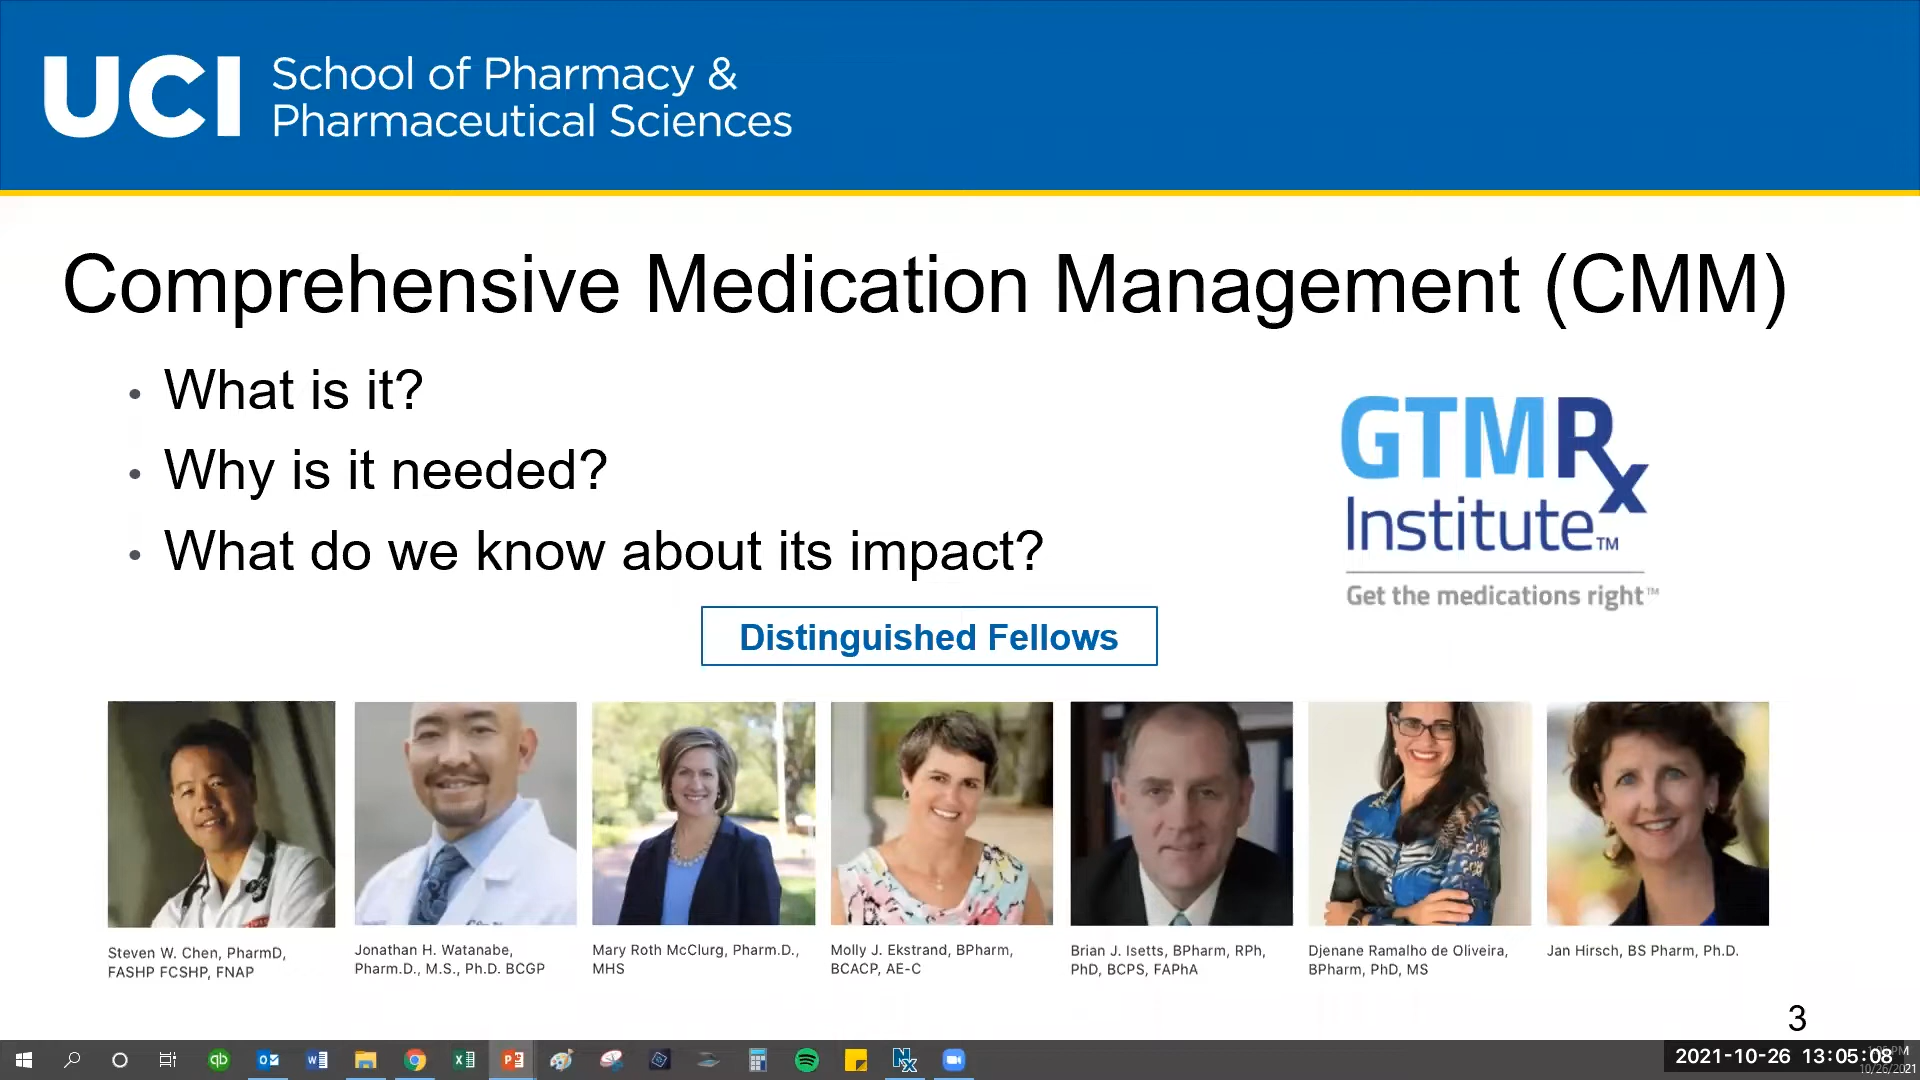 UCI School of Pharmacy &
Pharmaceutical Sciences
Comprehensive Medication Management (CMM)
• What is it?
• Why is it needed?
• What do we know about its impact?
GTMRx
Institute™
Get the medications right™
Distinguished Fellows
Steven W. Chen, PharmD,
FASHP FCSHP, FNAP
Jonathan H. Watanabe,
Pharm.D., M.S., Ph.D. BCGP
Mary Roth McClurg, Pharm.D.,
MHS
Molly J. Ekstrand, BPharm,
BCACP, AE-C
Brian J. Isetts, BPharm, RPh,
PhD, BCPS, FAPhA
Djenane Ramalho de Oliveira,
BPharm, PhD, MS
Jan Hirsch, BS Pharm, Ph.D.
3
2021-10-26 13:05:08
10/26/2021